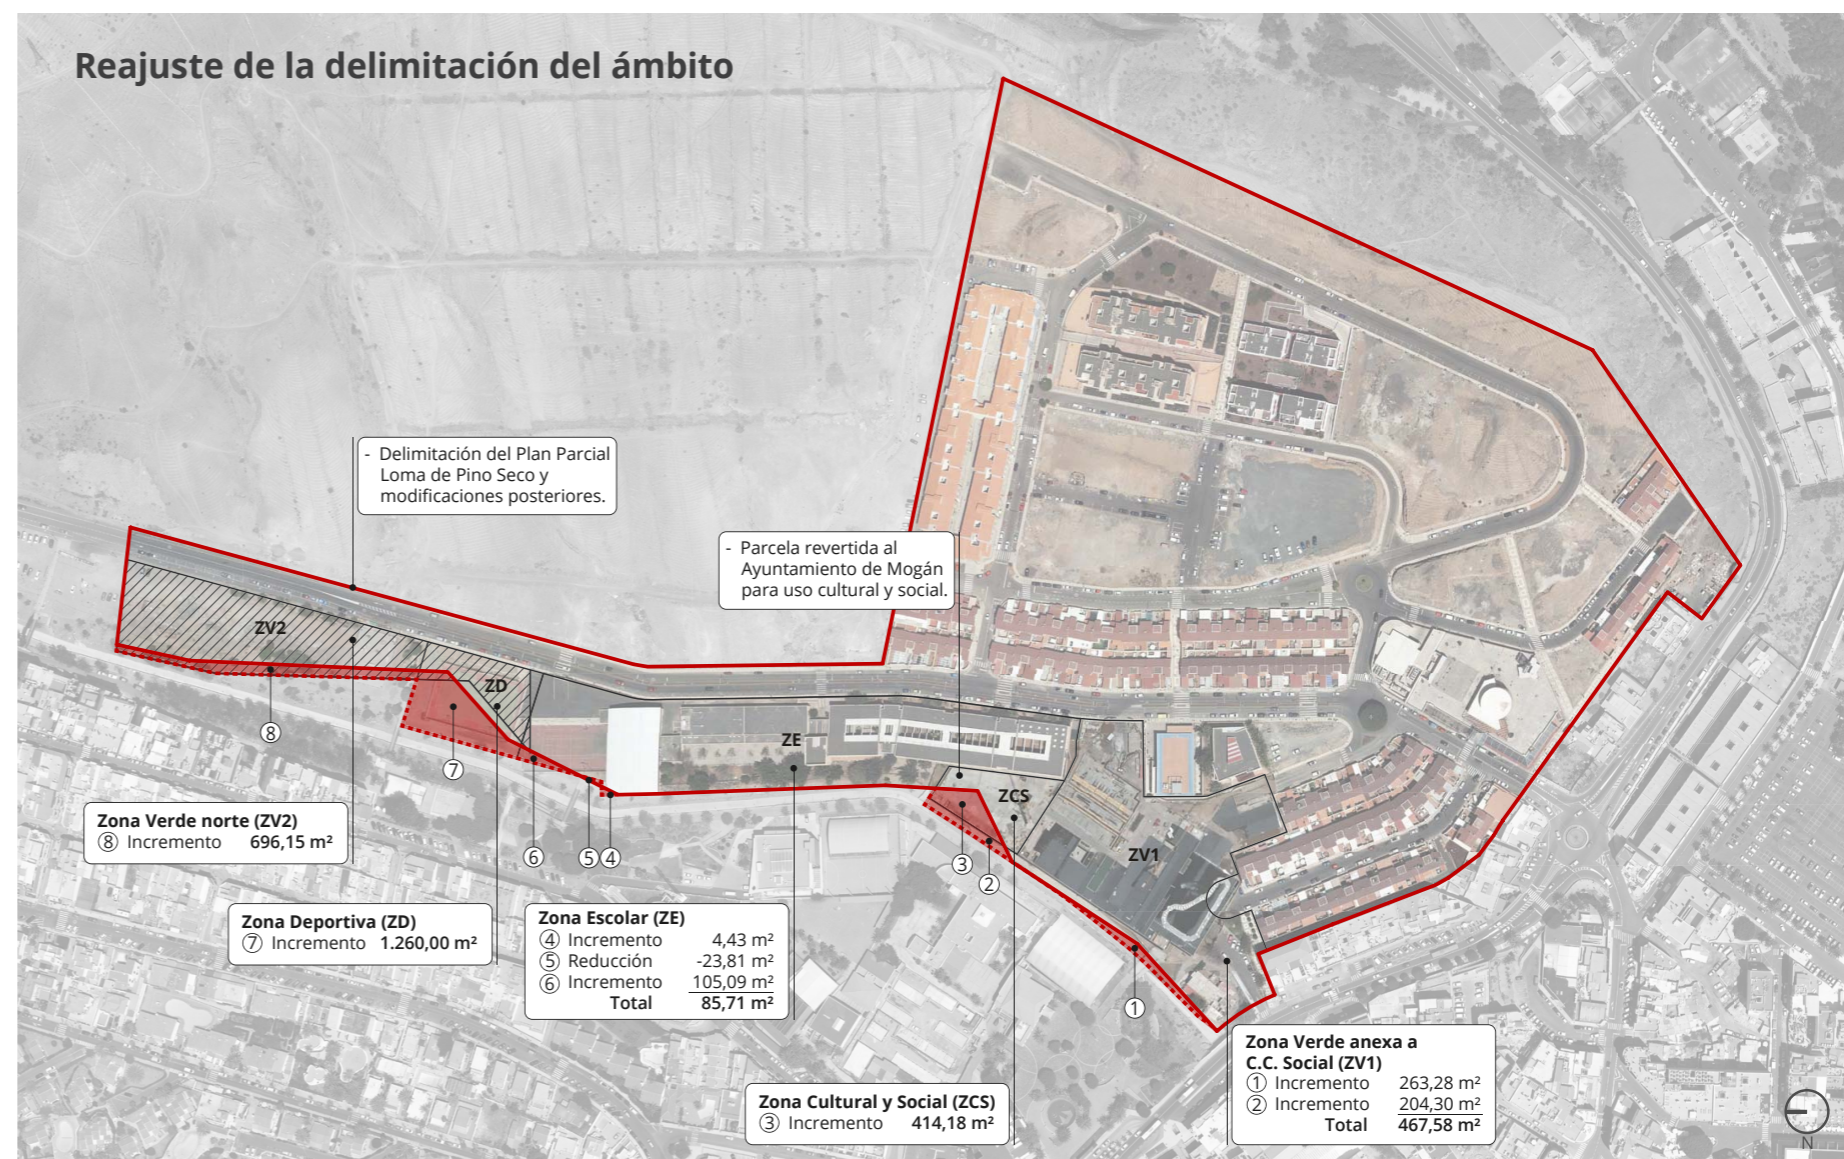 Reajuste de la delimitación del ámbito
- Delimitación del Plan Parcial
Loma de Pino Seco y
modificaciones posteriores.
- Parcela revertida al
Ayuntamiento de Mogán
para uso cultural y social.
ZV2
ZD
ZE
ZCS
ZV1
8
7
6
5
4
3
2
1
Zona Verde norte (ZV2)
8 Incremento 696,15 m²
Zona Deportiva (ZD)
7 Incremento 1.260,00 m²
Zona Escolar (ZE)
4 Incremento 4,43 m²
5 Reducción -23,81 m²
6 Incremento 105,09 m²
Total 85,71 m²
Zona Cultural y Social (ZCS)
3 Incremento 414,18 m²
Zona Verde anexa a
C.C. Social (ZV1)
1 Incremento 263,28 m²
2 Incremento 204,30 m²
Total 467,58 m²
N